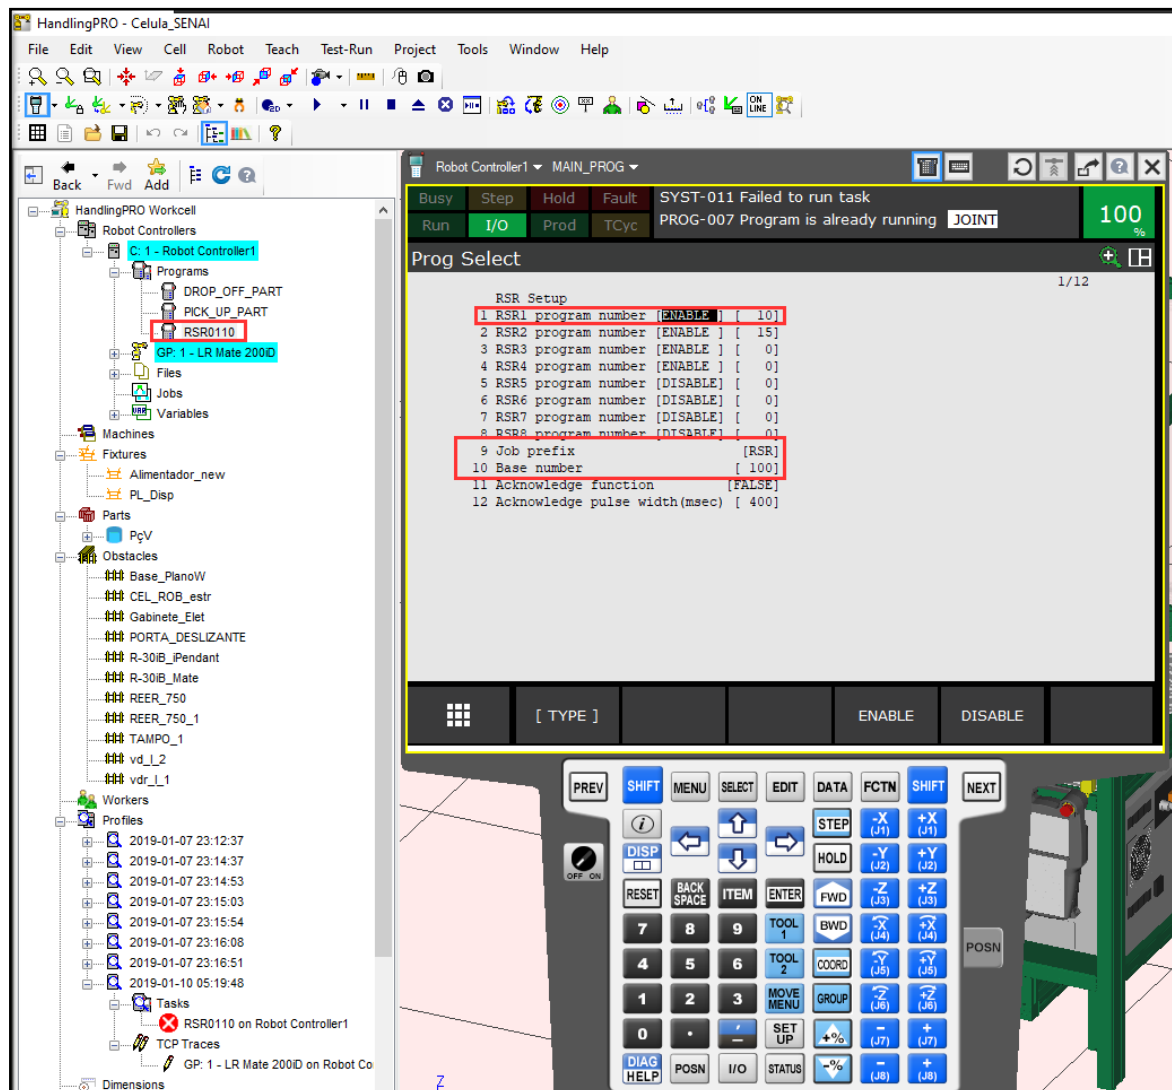 HandlingPRO - Celula_SENAI
File Edit View Cell Robot Teach Test-Run Project Tools Window Help
ON LINE
Back Fwd Add
HandlingPRO Workcell
Robot Controllers
C: 1 - Robot Controller1
Programs
DROP_OFF_PART
PICK_UP_PART
RSR0110
GP: 1 - LR Mate 200iD
Files
Jobs
Variables
Machines
Fixtures
Alimentador_new
PL_Disp
Parts
PçV
Obstacles
Base_PlanoW
CEL_ROB_estr
Gabinete_Elet
PORTA_DESLIZANTE
R-30iB_iPendant
R-30iB_Mate
REER_750
REER_750_1
TAMPO_1
vd_l_2
vdr_l_1
Workers
Profiles
2019-01-07 23:12:37
2019-01-07 23:14:37
2019-01-07 23:14:53
2019-01-07 23:15:03
2019-01-07 23:15:54
2019-01-07 23:16:08
2019-01-07 23:16:51
2019-01-10 05:19:48
Tasks
RSR0110 on Robot Controller1
TCP Traces
GP: 1 - LR Mate 200iD on Robot Co
Dimensions
Robot Controller1 MAIN_PROG
Busy Step Hold Fault SYST-011 Failed to run task
Run I/O Prod TCyc PROG-007 Program is already running JOINT 100 %
Prog Select
1/12
RSR Setup
1 RSR1 program number [ENABLE ] [ 10]
2 RSR2 program number [ENABLE ] [ 15]
3 RSR3 program number [ENABLE ] [ 0]
4 RSR4 program number [ENABLE ] [ 0]
5 RSR5 program number [DISABLE] [ 0]
6 RSR6 program number [DISABLE] [ 0]
7 RSR7 program number [DISABLE] [ 0]
8 RSR8 program number [DISABLE] [ 0]
9 Job prefix [RSR]
10 Base number [ 100]
11 Acknowledge function [FALSE]
12 Acknowledge pulse width(msec) [ 400]
[ TYPE ] ENABLE DISABLE
PREV SHIFT MENU SELECT EDIT DATA FCTN SHIFT NEXT
i STEP -X (J1) +X (J1)
OFF ON DISP HOLD -Y (J2) +Y (J2)
RESET BACK SPACE ITEM ENTER FWD -Z (J3) +Z (J3)
7 8 9 TOOL 1 BWD -X (J4) +X (J4)
POSN
4 5 6 TOOL 2 COORD -Y (J5) +Y (J5)
1 2 3 MOVE MENU GROUP -Z (J6) +Z (J6)
0 . - SET UP +% - (J7) + (J7)
DIAG HELP POSN I/O STATUS -% - (J8) + (J8)
Z